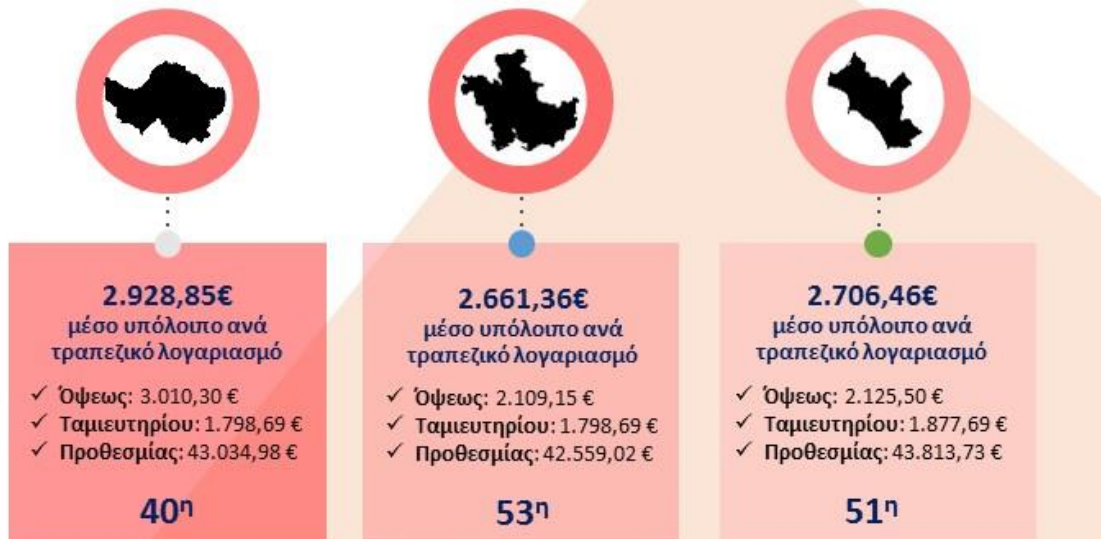 2.928,85€
μέσο υπόλοιπο ανά
τραπεζικό λογαριασμό
✓ Όψεως: 3.010,30 €
✓ Ταμιευτηρίου: 1.798,69 €
✓ Προθεσμίας: 43.034,98 €
40η
2.661,36€
μέσο υπόλοιπο ανά
τραπεζικό λογαριασμό
✓ Όψεως: 2.109,15 €
✓ Ταμιευτηρίου: 1.798,69 €
✓ Προθεσμίας: 42.559,02 €
53η
2.706,46€
μέσο υπόλοιπο ανά
τραπεζικό λογαριασμό
✓ Όψεως: 2.125,50 €
✓ Ταμιευτηρίου: 1.877,69 €
✓ Προθεσμίας: 43.813,73 €
51η